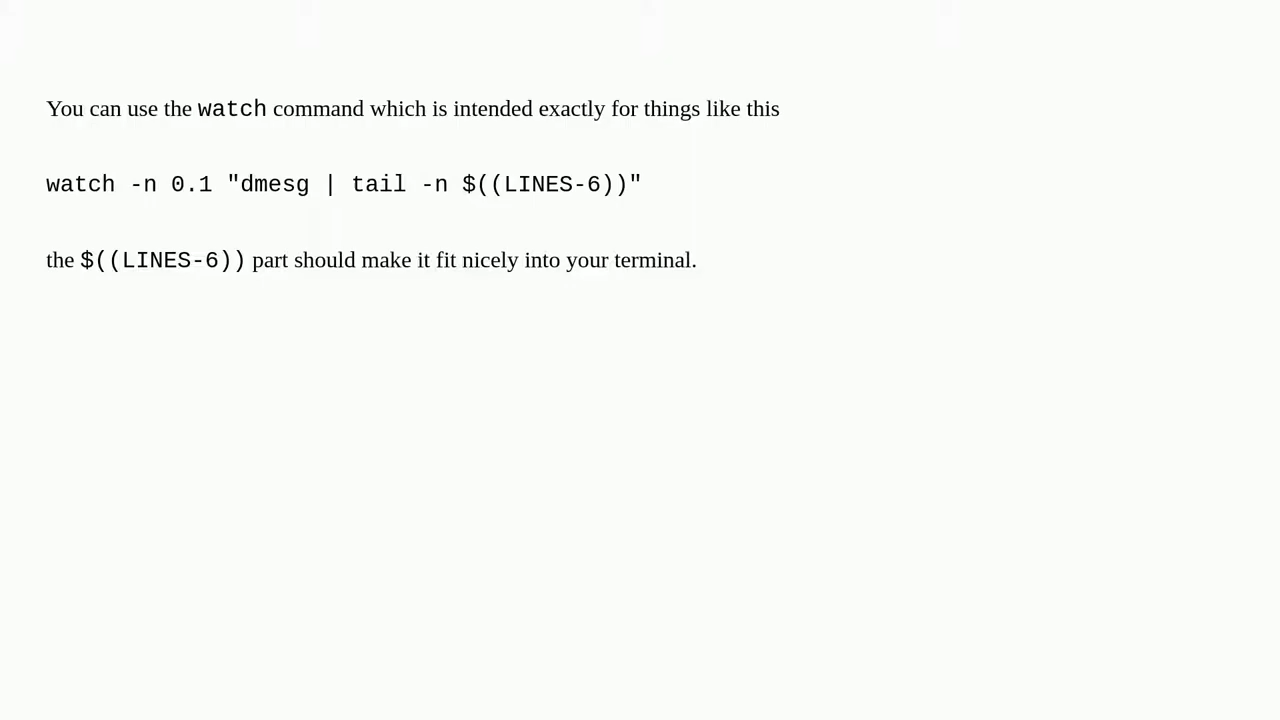 You can use the watch command which is intended exactly for things like this
watch -n 0.1 "dmesg | tail -n $((LINES-6))"
the $((LINES-6)) part should make it fit nicely into your terminal.